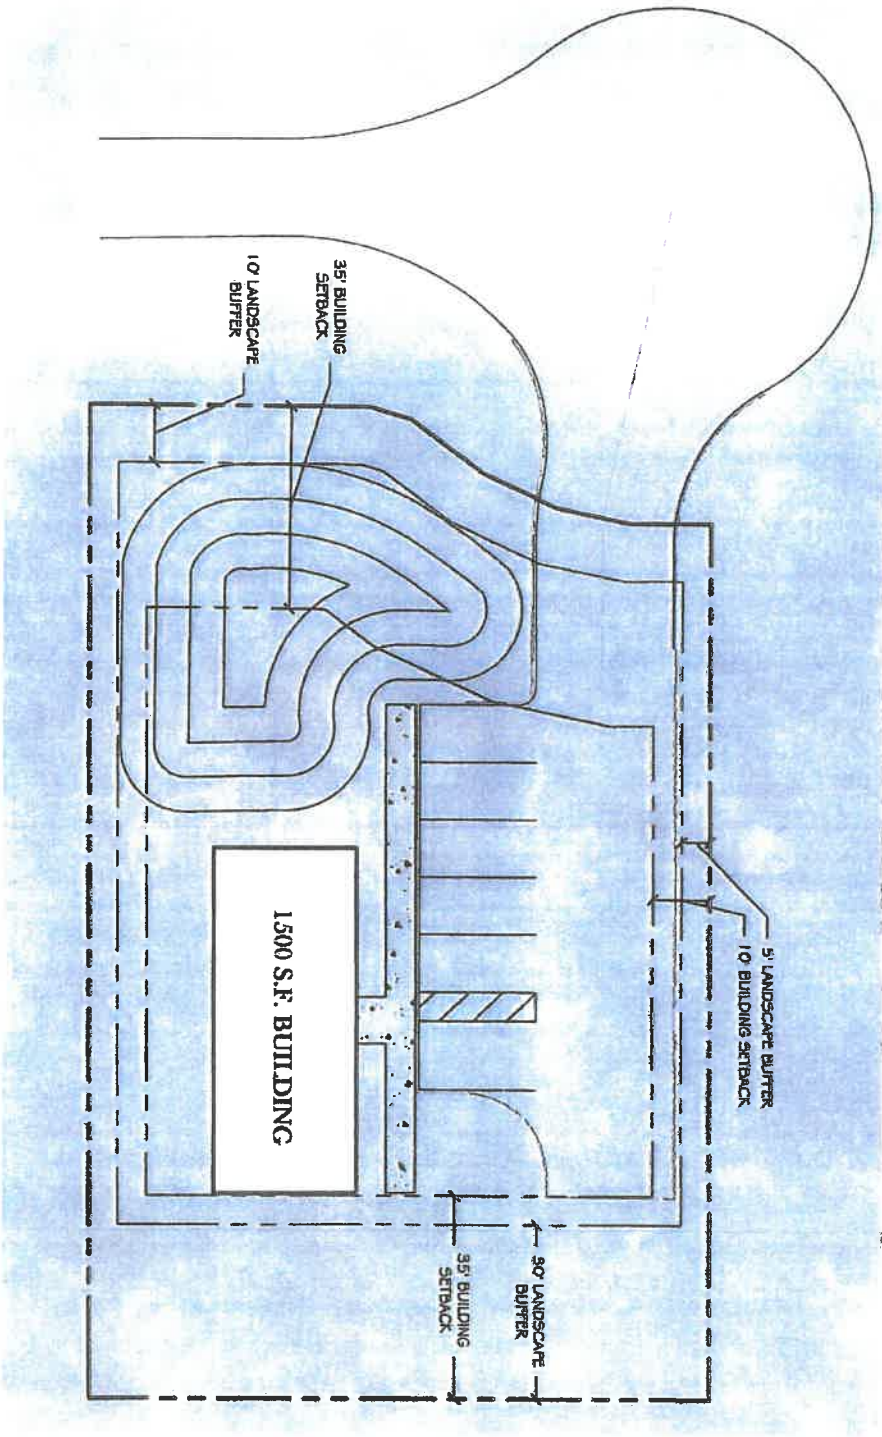 35' BUILDING
SETBACK
10' LANDSCAPE
BUFFER
5' LANDSCAPE BUFFER
10' BUILDING SETBACK
1500 S.F. BUILDING
30' LANDSCAPE
BUFFER
35' BUILDING
SETBACK